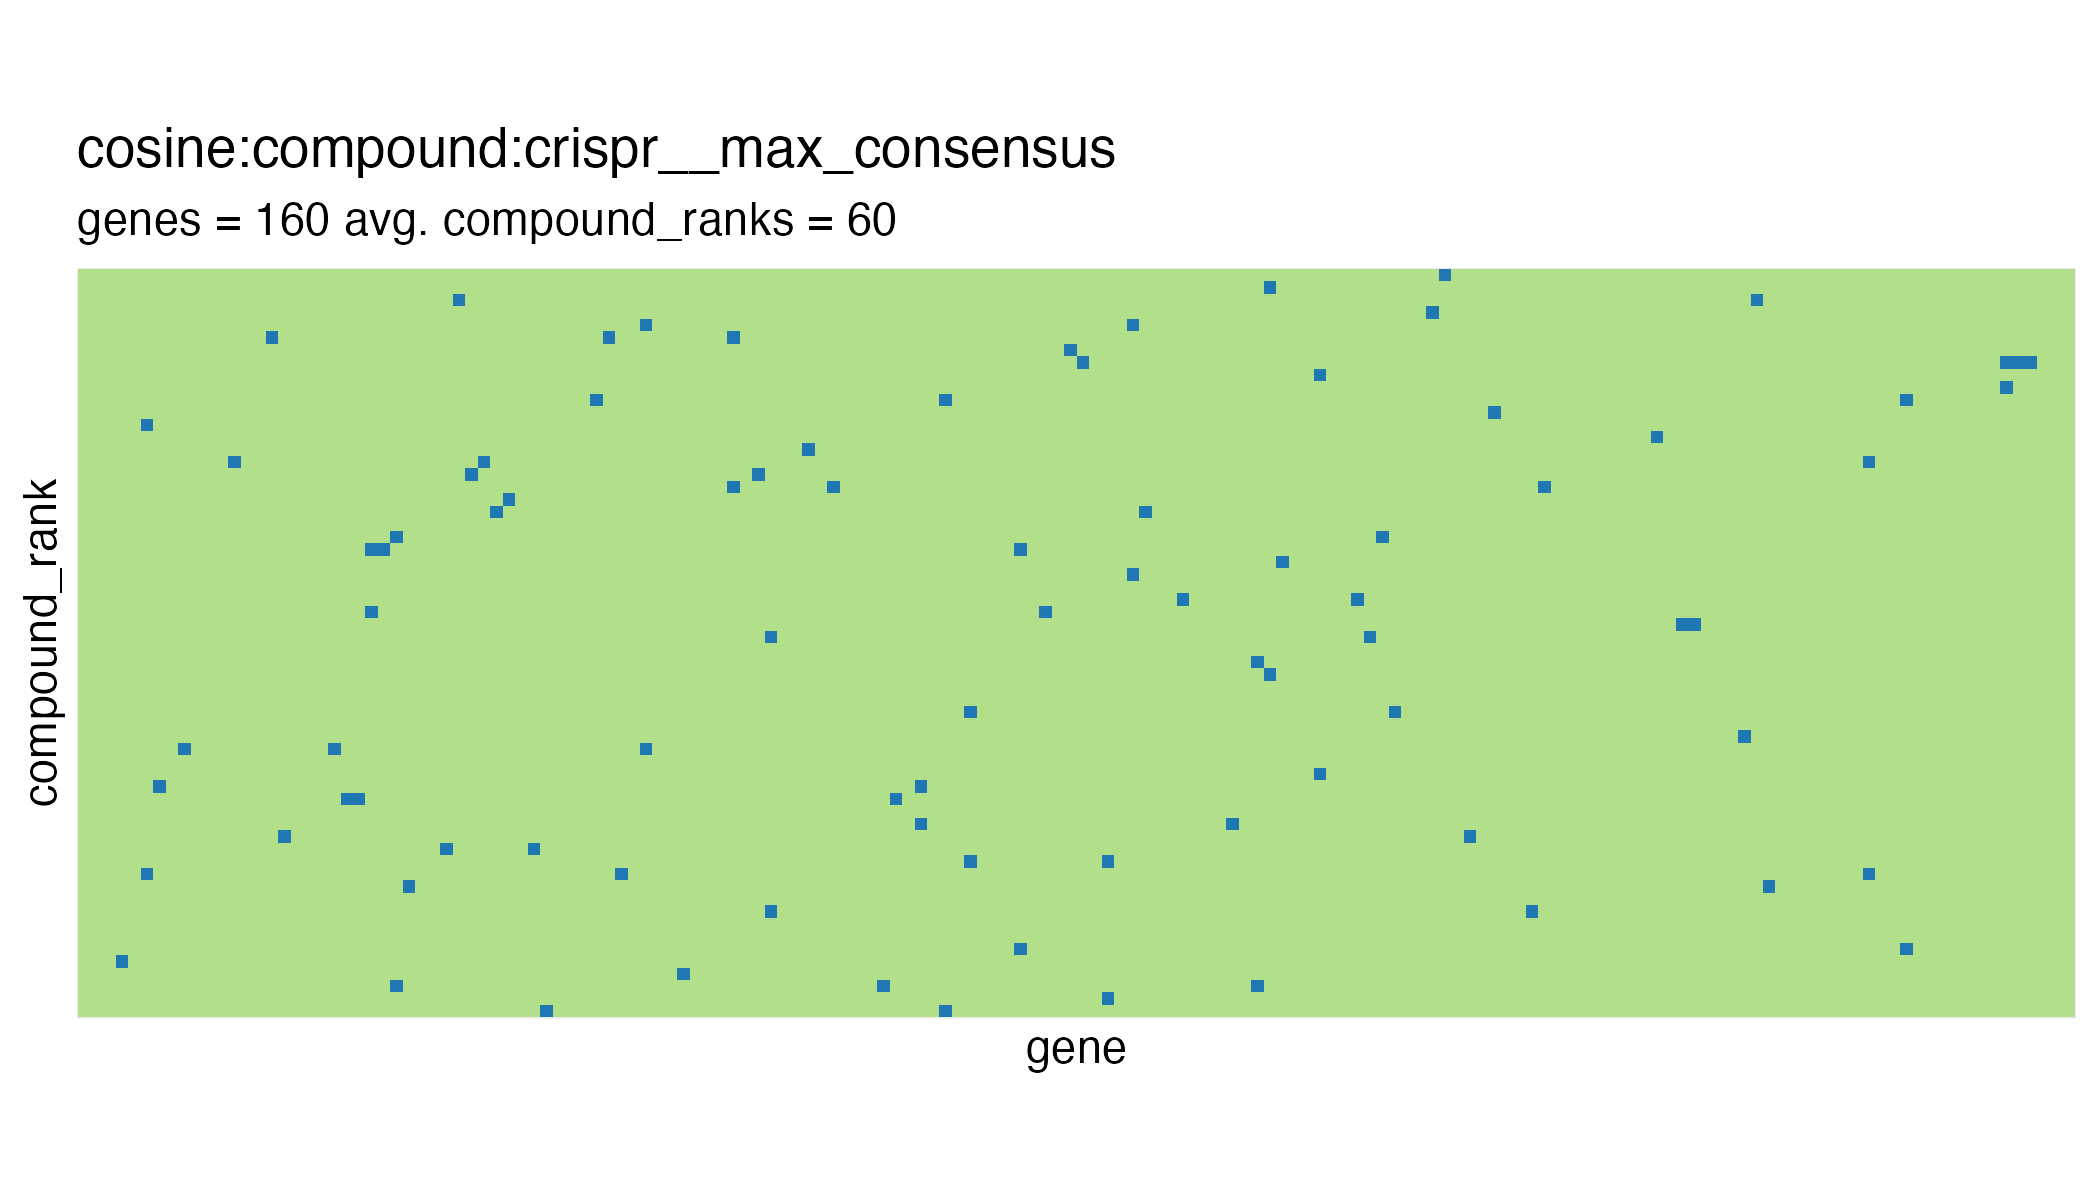 cosine:compound:crispr__max_consensus
genes = 160 avg. compound_ranks = 60
compound_rank
gene